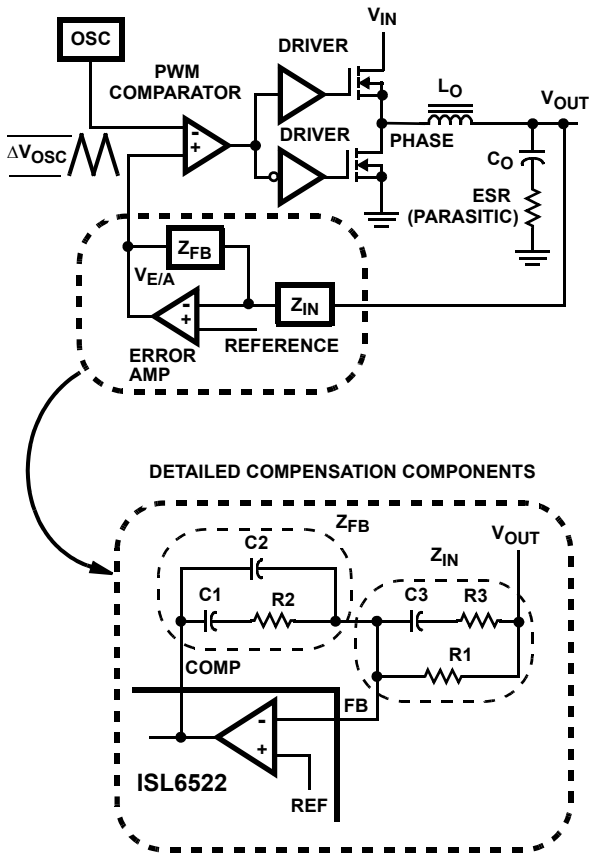 V_IN
OSC
DRIVER
PWM
COMPARATOR
L_O
V_OUT
-
+
DRIVER
PHASE
ΔV_OSC
C_O
ESR
(PARASITIC)
Z_FB
V_E/A
-
+
Z_IN
REFERENCE
ERROR
AMP
DETAILED COMPENSATION COMPONENTS
Z_FB
V_OUT
C2
Z_IN
C1
R2
C3
R3
R1
COMP
FB
-
+
ISL6522
REF